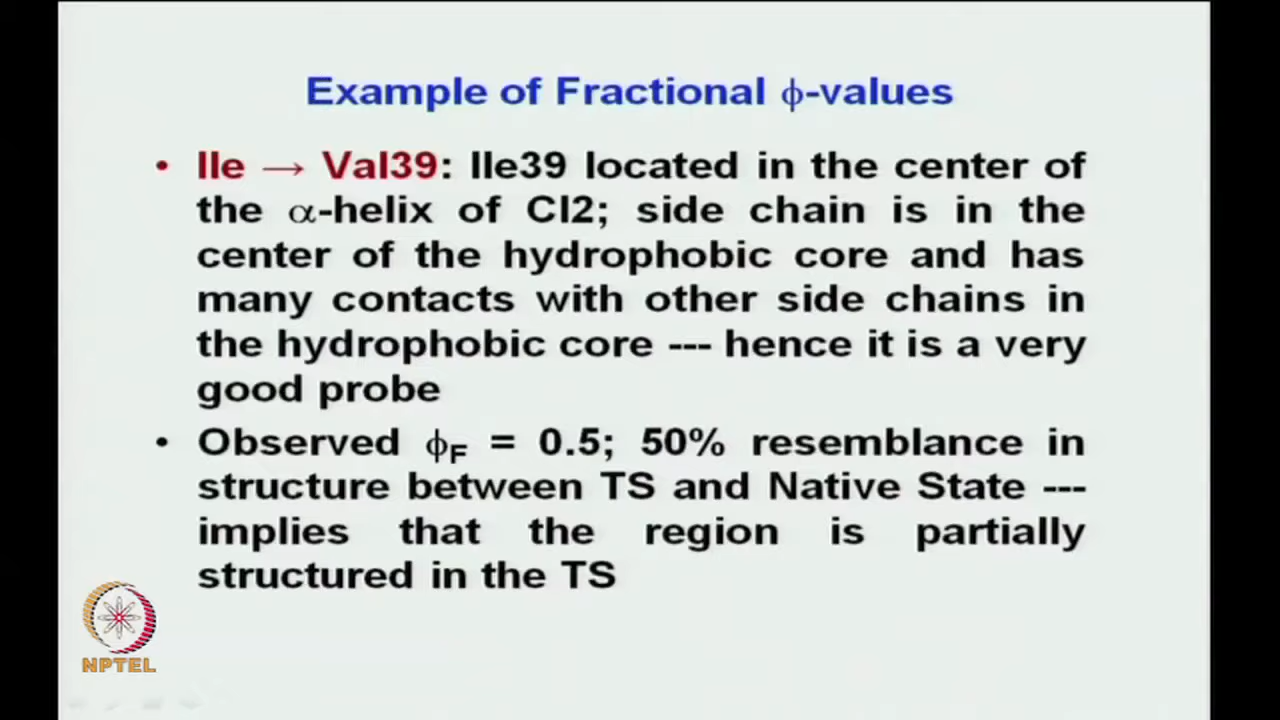 Example of Fractional ϕ-values
• Ile → Val39: Ile39 located in the center of
the α-helix of CI2; side chain is in the
center of the hydrophobic core and has
many contacts with other side chains in
the hydrophobic core --- hence it is a very
good probe
• Observed ϕF = 0.5; 50% resemblance in
structure between TS and Native State ---
implies that the region is partially
structured in the TS
NPTEL